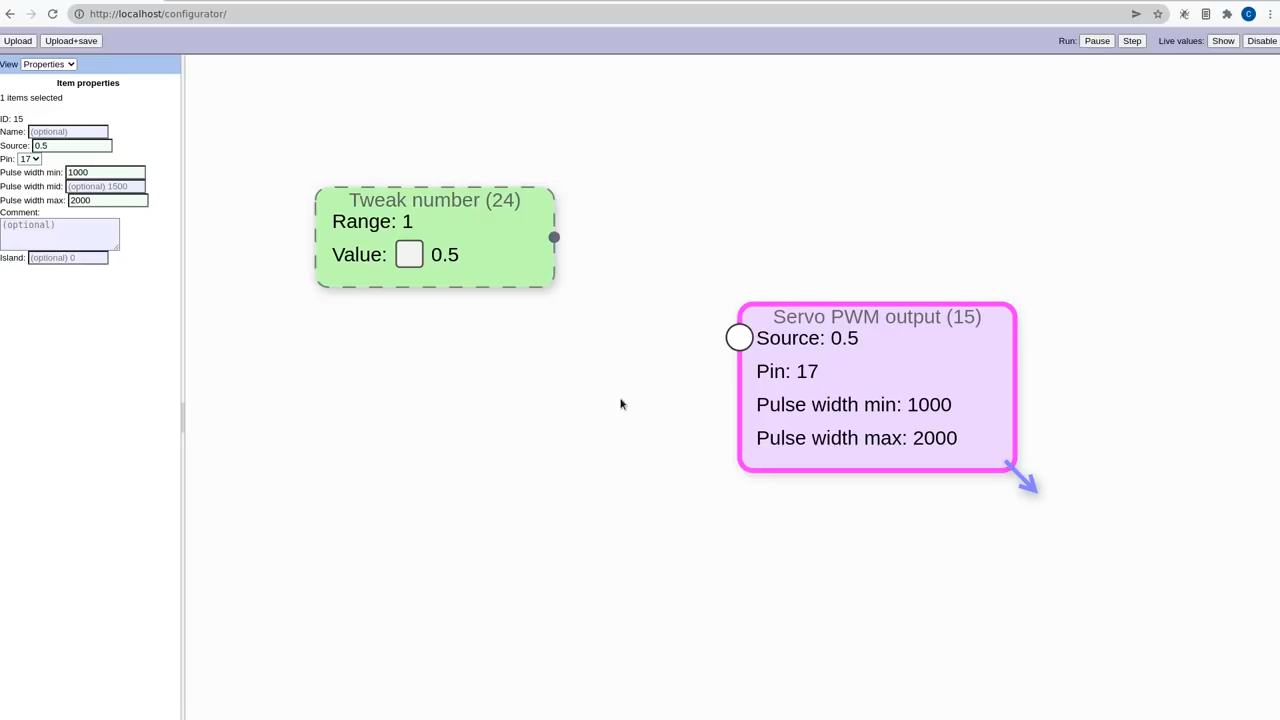 http://localhost/configurator/
C
Upload Upload+save Run: Pause Step Live values: Show Disable
View Properties
Item properties
1 items selected
ID: 15
Name: (optional)
Source: 0.5
Pin: 17
Pulse width min: 1000
Pulse width mid: (optional) 1500
Pulse width max: 2000
Comment:
(optional)
Island: (optional) 0
Tweak number (24)
Range: 1
Value: 0.5
Servo PWM output (15)
Source: 0.5
Pin: 17
Pulse width min: 1000
Pulse width max: 2000